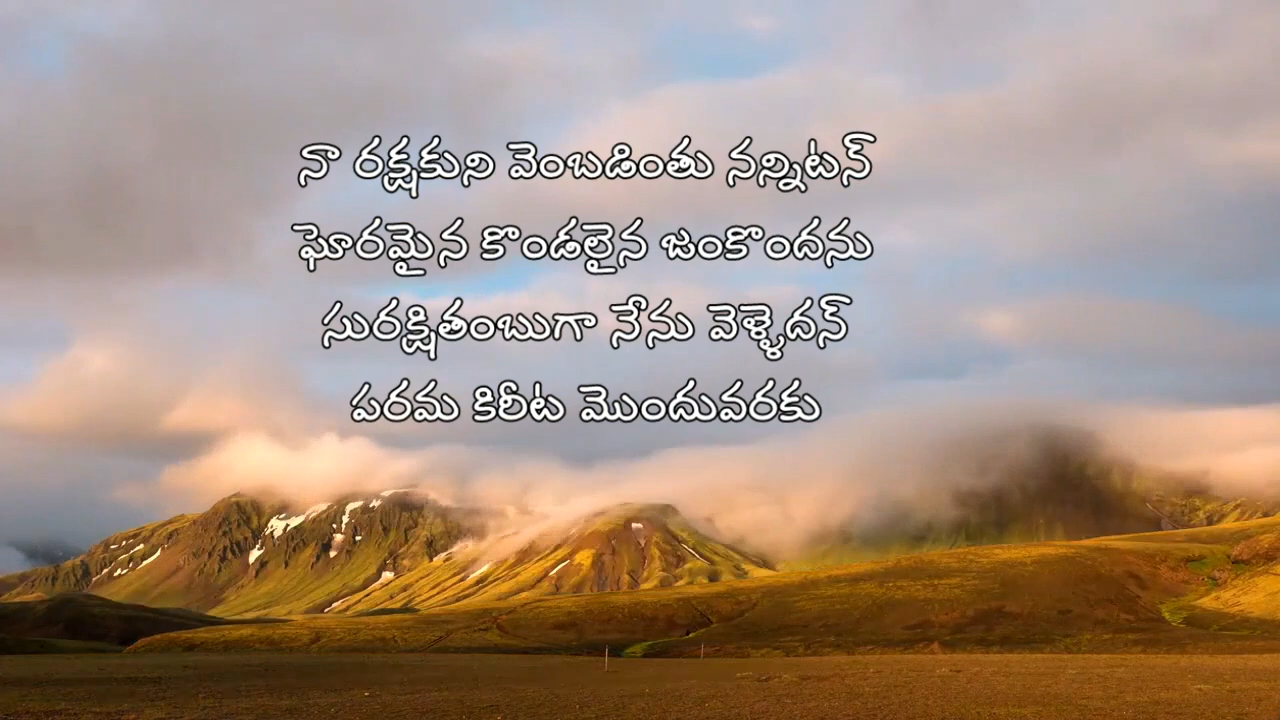 నా రక్షకుని వెంబడింతు నన్నిటన్
ఘోరమైన కొండలైన జంకొందను
సురక్షితంబుగా నేను వెళ్ళెదన్
పరమ కిరీట మొందువరకు